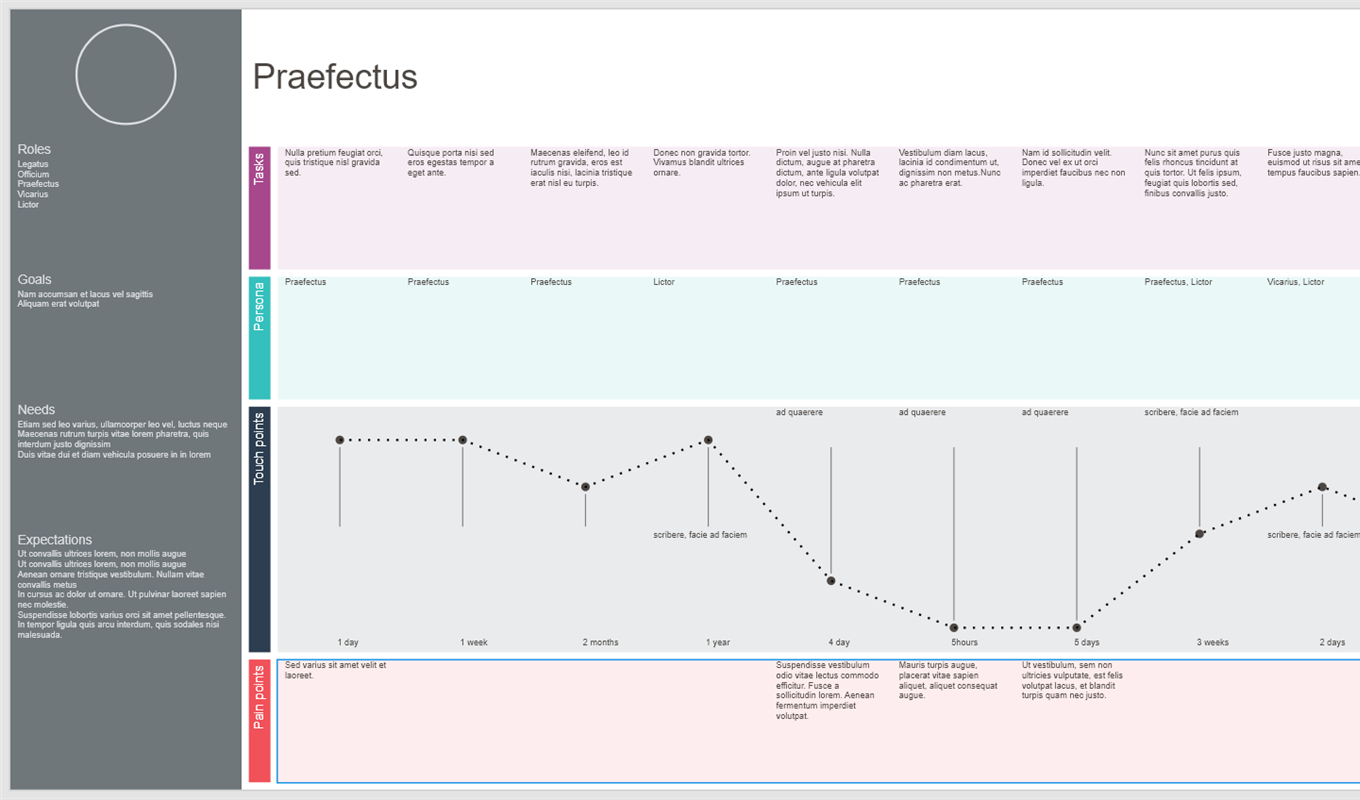 Praefectus
Roles
Legatus
Officium
Praefectus
Vicarius
Lictor
Goals
Nam accumsan et lacus vel sagittis
Aliquam erat volutpat
Needs
Etiam sed leo varius, ullamcorper leo vel, luctus neque
Maecenas rutrum turpis vitae lorem pharetra, quis
interdum justo dignissim
Duis vitae dui et diam vehicula posuere in in lorem
Expectations
Ut convallis ultrices lorem, non mollis augue
Ut convallis ultrices lorem, non mollis augue
Aenean ornare tristique vestibulum. Nullam vitae
convallis metus
In cursus ac dolor ut ornare. Ut pulvinar laoreet sapien
nec molestie.
Suspendisse lobortis varius orci sit amet pellentesque.
In tempor ligula quis arcu interdum, quis sodales nisi
malesuada.
Tasks
Nulla pretium feugiat orci,
quis tristique nisl gravida
sed.
Quisque porta nisi sed
eros egestas tempor a
eget ante.
Maecenas eleifend, leo id
rutrum gravida, eros est
iaculis nisi, lacinia tristique
erat nisl eu turpis.
Donec non gravida tortor.
Vivamus blandit ultrices
ornare.
Proin vel justo nisi. Nulla
dictum, augue at pharetra
dictum, ante ligula volutpat
dolor, nec vehicula elit
ipsum ut turpis.
Vestibulum diam lacus,
lacinia id condimentum ut,
dignissim non metus.Nunc
ac pharetra erat.
Nam id sollicitudin velit.
Donec vel ex ut orci
imperdiet faucibus nec non
ligula.
Nunc sit amet purus quis
felis rhoncus tincidunt at
quis tortor. Ut felis ipsum,
feugiat quis lobortis sed,
finibus convallis justo.
Fusce justo magna,
euismod ut risus sit ame
tempus faucibus sapien.
Persona
Praefectus
Praefectus
Praefectus
Lictor
Praefectus
Praefectus
Praefectus
Praefectus, Lictor
Vicarius, Lictor
Touch points
ad quaerere
ad quaerere
ad quaerere
scribere, facie ad faciem
scribere, facie ad faciem
scribere, facie ad faciem
1 day
1 week
2 months
1 year
4 day
5hours
5 days
3 weeks
2 days
Pain points
Sed varius sit amet velit et
laoreet.
Suspendisse vestibulum
odio vitae lectus commodo
efficitur. Fusce a
sollicitudin lorem. Aenean
fermentum imperdiet
volutpat.
Mauris turpis augue,
placerat vitae sapien
aliquet, aliquet consequat
augue.
Ut vestibulum, sem non
ultricies vulputate, est felis
volutpat lacus, et blandit
turpis quam nec justo.